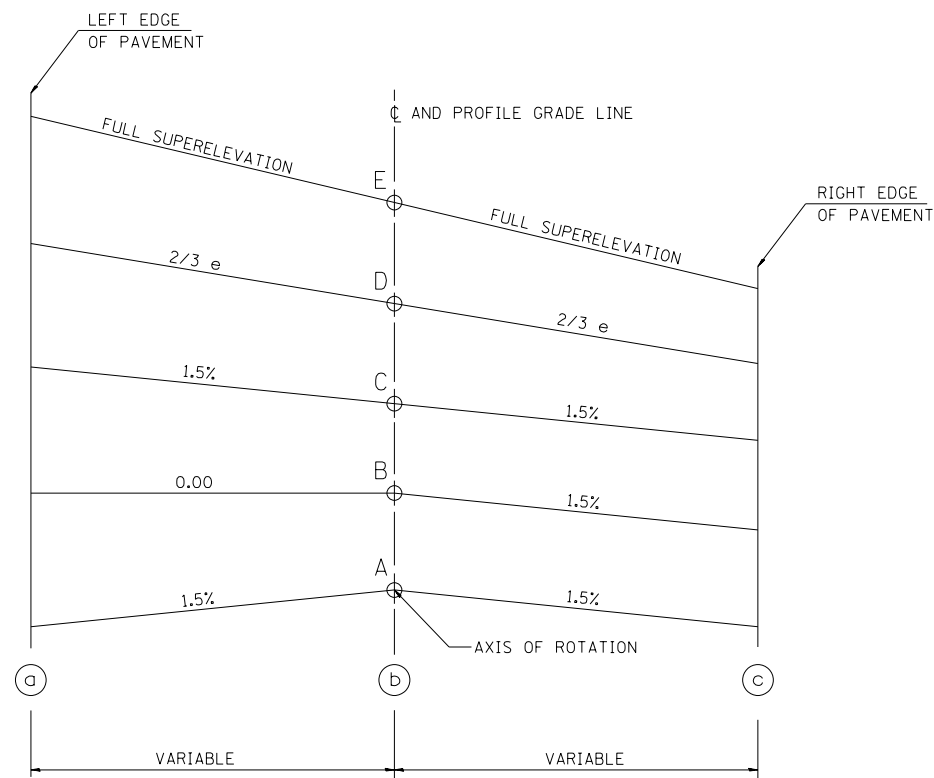 LEFT EDGE
OF PAVEMENT
℄ AND PROFILE GRADE LINE
FULL SUPERELEVATION
E
RIGHT EDGE
OF PAVEMENT
FULL SUPERELEVATION
2/3 e
D
2/3 e
1.5%
C
1.5%
0.00
B
1.5%
A
1.5%
1.5%
AXIS OF ROTATION
a
b
c
VARIABLE
VARIABLE